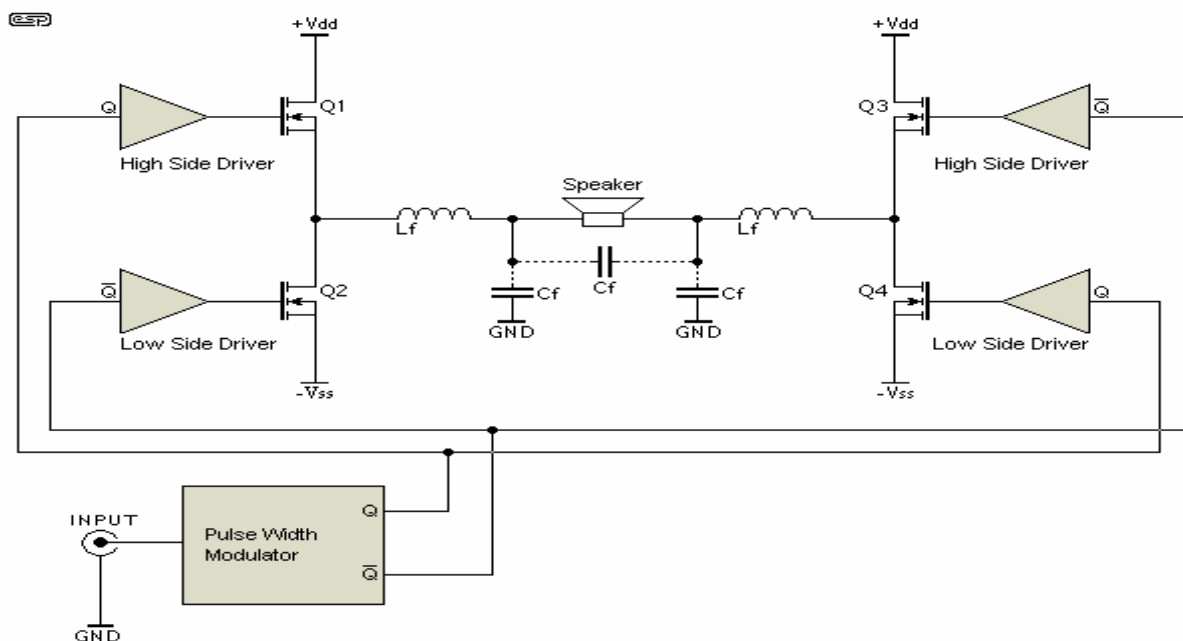 esp
+Vdd
+Vdd
Q
Q1
Q3
Q̅
High Side Driver
High Side Driver
Speaker
Lf
Lf
Q̅
Q2
Cf
Cf
Cf
Q4
Q
GND
GND
Low Side Driver
Low Side Driver
-Vss
-Vss
INPUT
Pulse Width
Modulator
Q
Q̅
GND